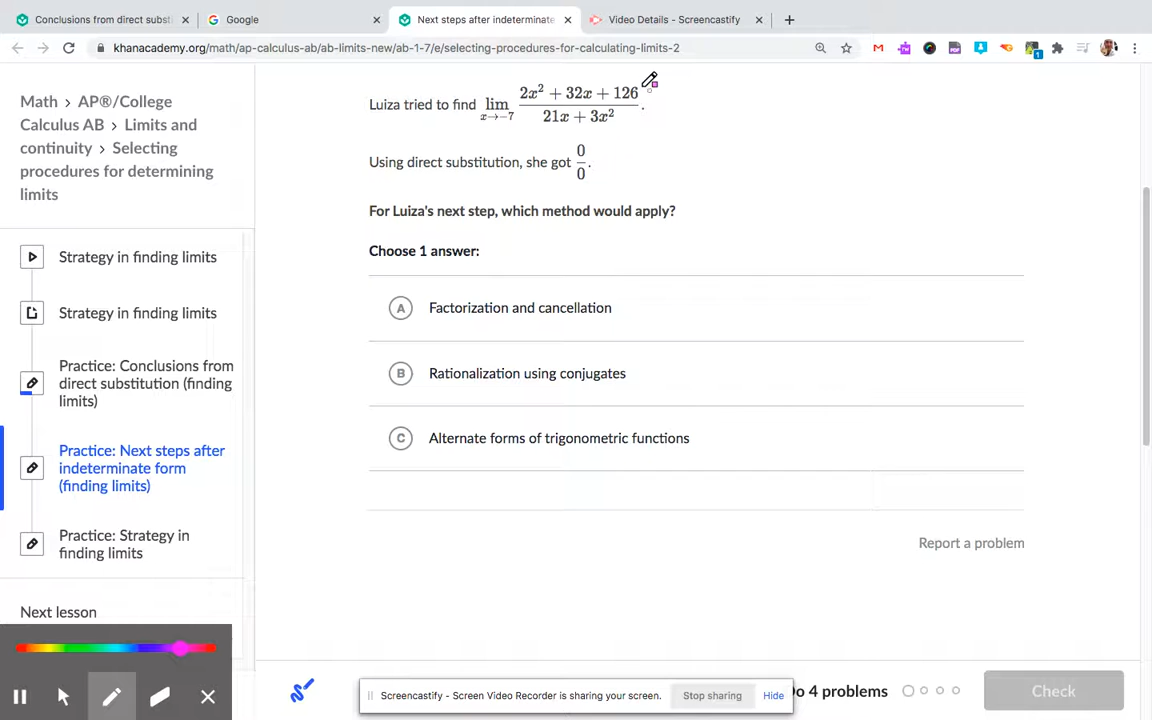 Conclusions from direct subst
Google
Next steps after indeterminate
Video Details - Screencastify
khanacademy.org/math/ap-calculus-ab/ab-limits-new/ab-1-7/e/selecting-procedures-for-calculating-limits-2
Math > AP®/College
Calculus AB > Limits and
continuity > Selecting
procedures for determining
limits
Strategy in finding limits
Strategy in finding limits
Practice: Conclusions from
direct substitution (finding
limits)
Practice: Next steps after
indeterminate form
(finding limits)
Practice: Strategy in
finding limits
Next lesson
Luiza tried to find lim x→-7 (2x² + 32x + 126)/(21x + 3x²).
Using direct substitution, she got 0/0.
For Luiza's next step, which method would apply?
Choose 1 answer:
A Factorization and cancellation
B Rationalization using conjugates
C Alternate forms of trigonometric functions
Report a problem
Screencastify - Screen Video Recorder is sharing your screen.
Stop sharing
Hide
o 4 problems
Check